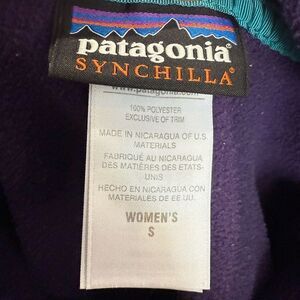 patagonia®
SYNCHILLA®
www.patagonia.com
100% POLYESTER
EXCLUSIVE OF TRIM
MADE IN NICARAGUA OF U.S.
MATERIALS
FABRIQUÉ AU NICARAGUA
DES MATIÈRES DES ÉTATS-
UNIS
HECHO EN NICARAGUA CON
MATERIALES DE EE.UU.
WOMEN'S
S